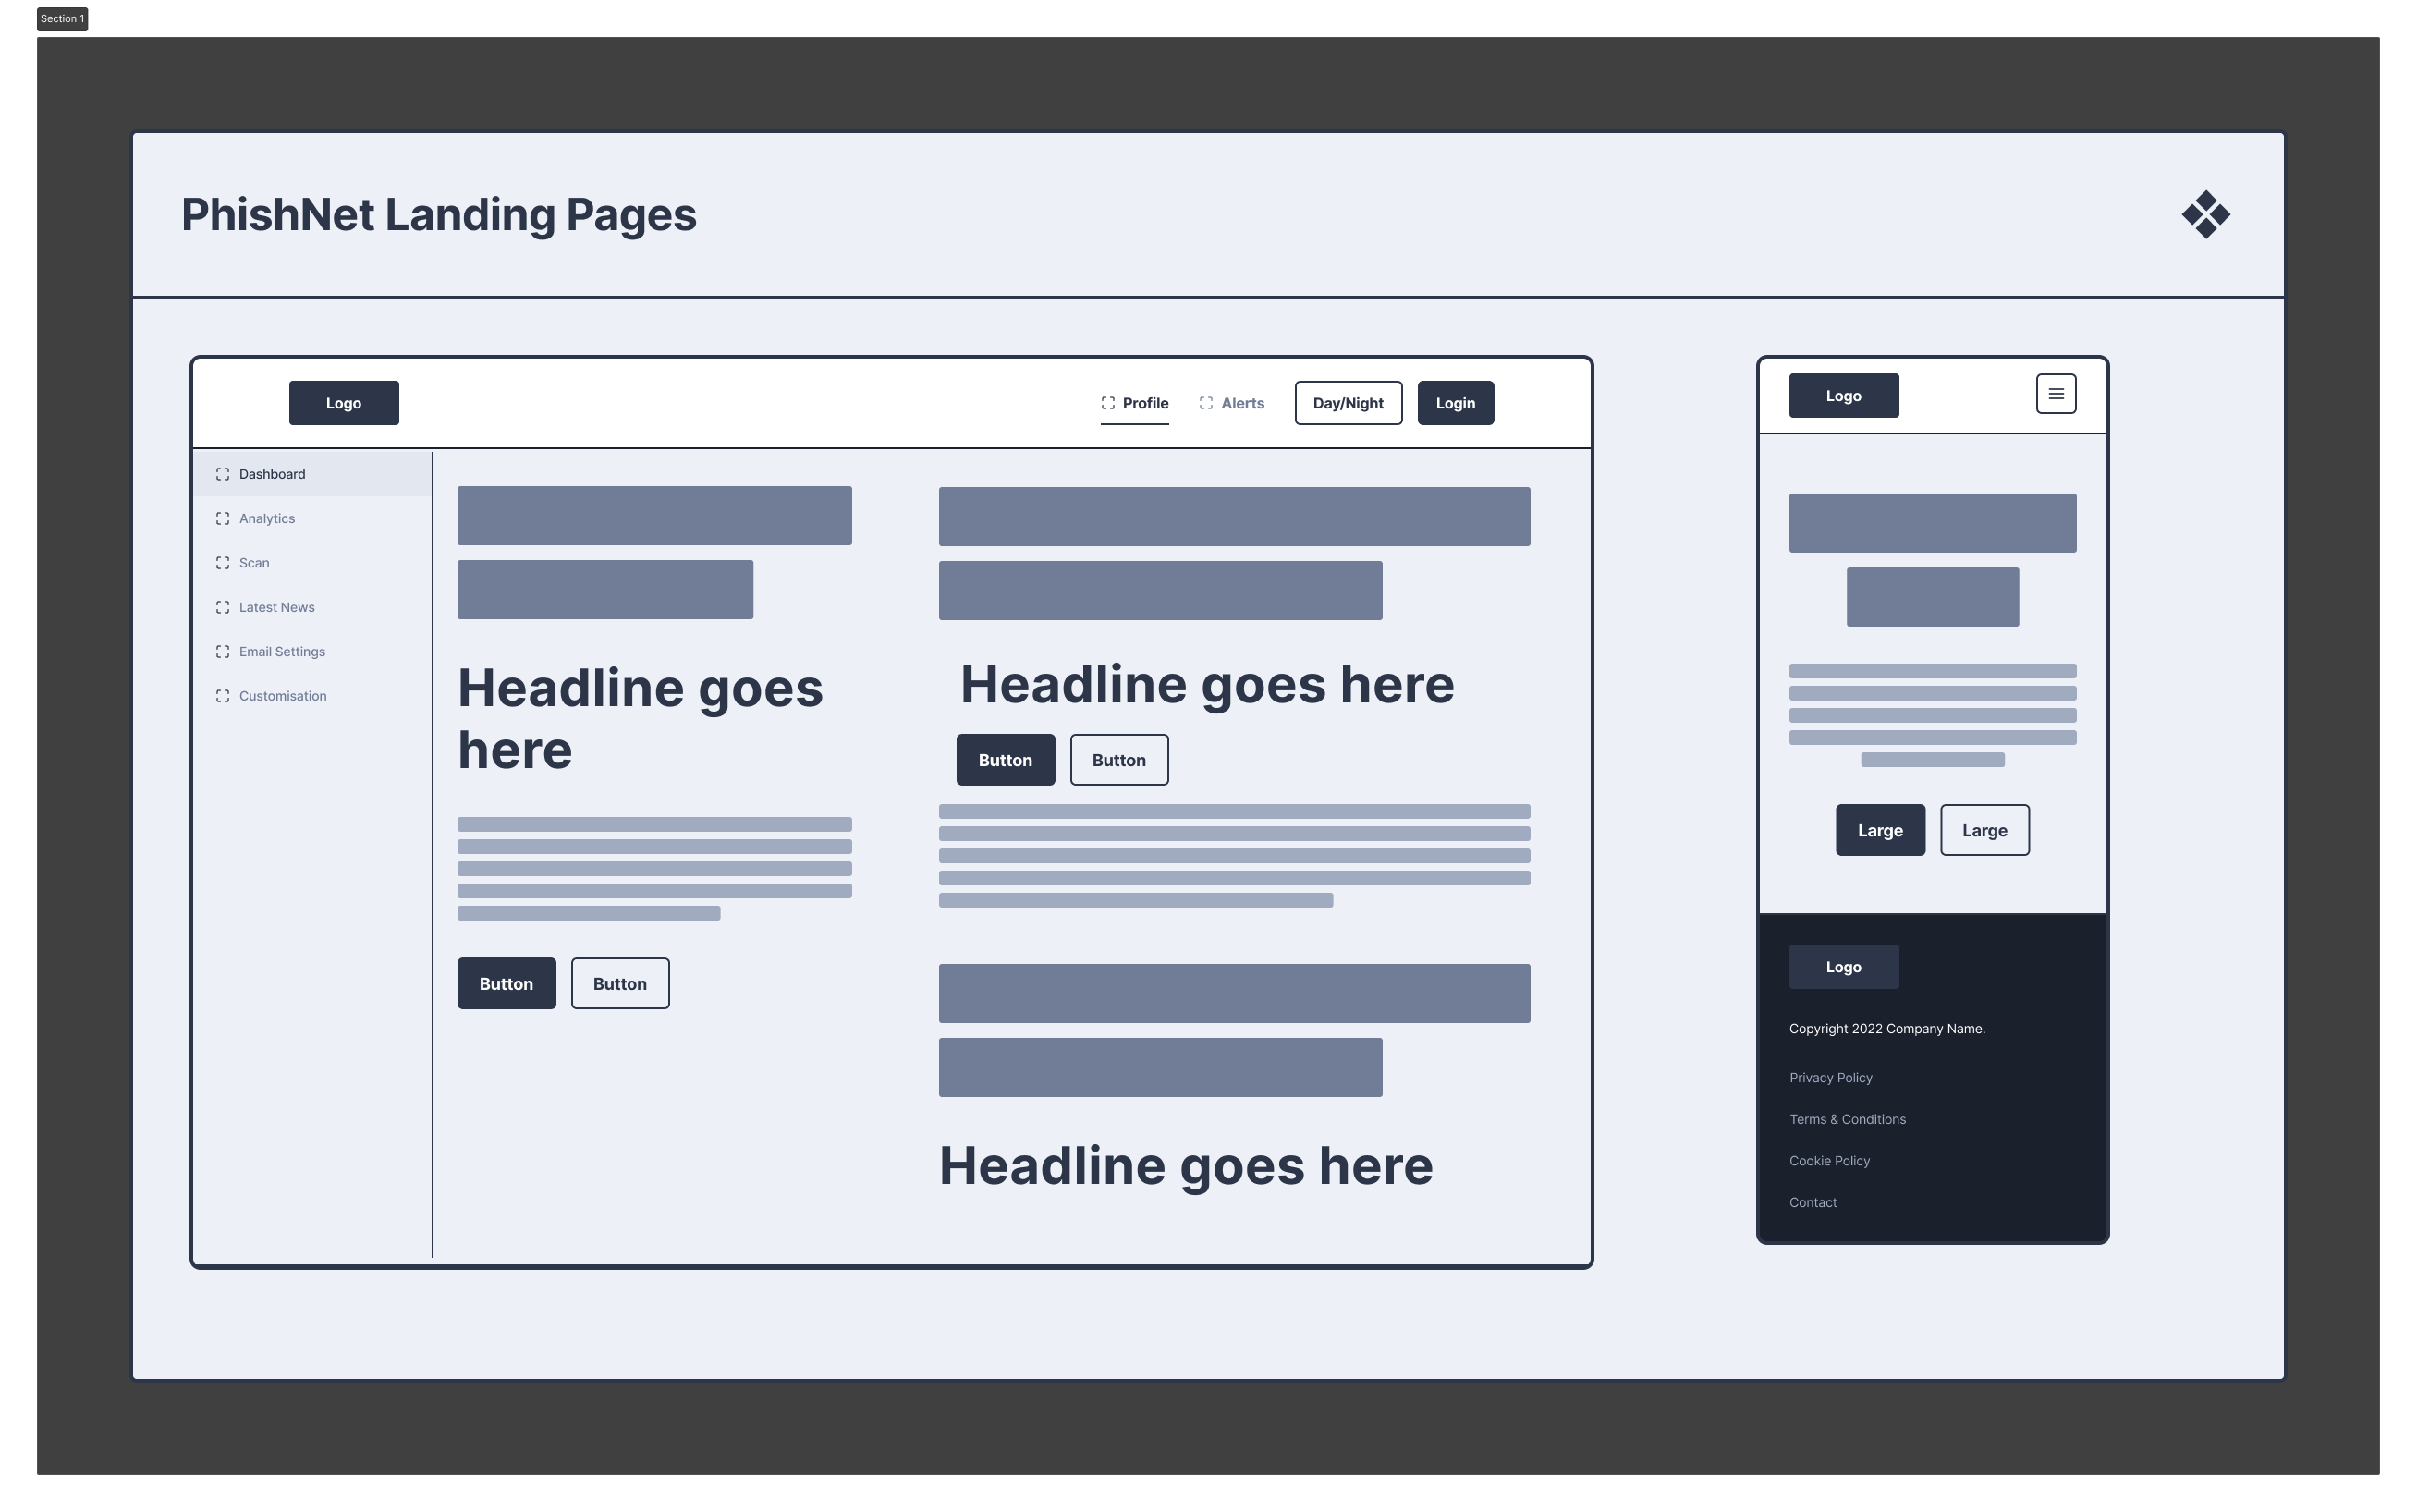 Section 1
PhishNet Landing Pages
Logo
Profile
Alerts
Day/Night
Login
Dashboard
Analytics
Scan
Latest News
Email Settings
Customisation
Headline goes
here
Button
Button
Headline goes here
Button
Button
Headline goes here
Logo
Large
Large
Logo
Copyright 2022 Company Name.
Privacy Policy
Terms & Conditions
Cookie Policy
Contact